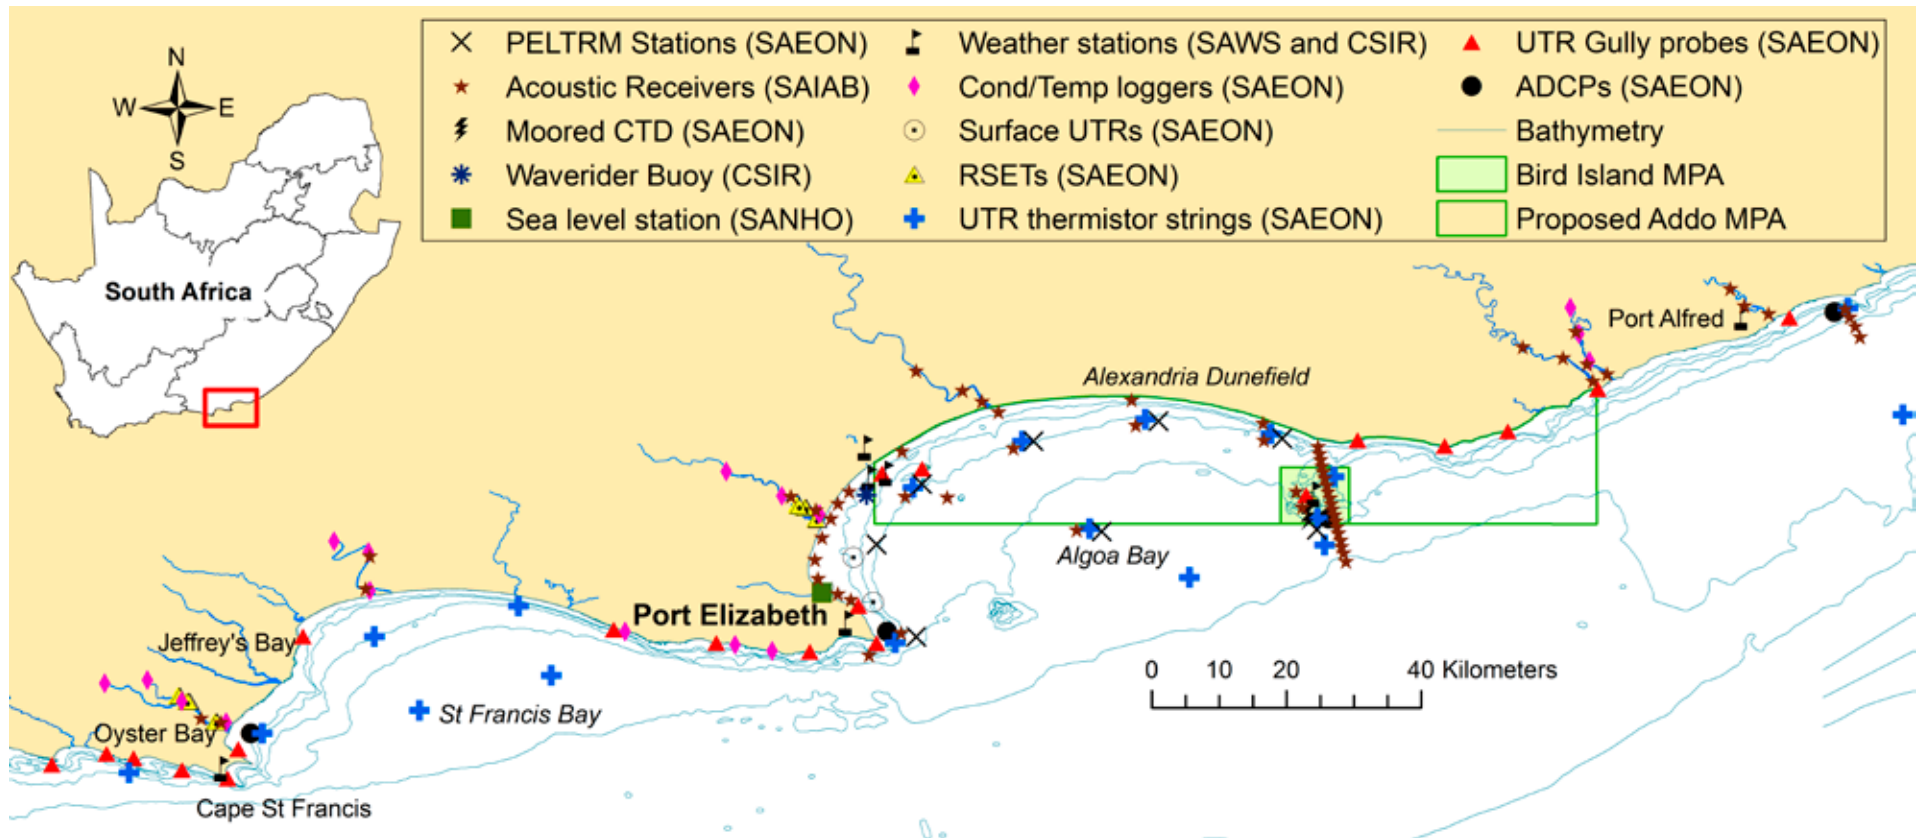 N
W E
S
South Africa
PELTRM Stations (SAEON)
Acoustic Receivers (SAIAB)
Moored CTD (SAEON)
Waverider Buoy (CSIR)
Sea level station (SANHO)
Weather stations (SAWS and CSIR)
Cond/Temp loggers (SAEON)
Surface UTRs (SAEON)
RSETs (SAEON)
UTR thermistor strings (SAEON)
UTR Gully probes (SAEON)
ADCPs (SAEON)
Bathymetry
Bird Island MPA
Proposed Addo MPA
Port Alfred
Alexandria Dunefield
Algoa Bay
Port Elizabeth
Jeffrey's Bay
St Francis Bay
Oyster Bay
Cape St Francis
0 10 20 40 Kilometers